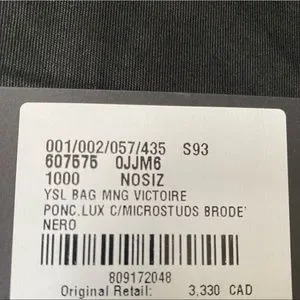 001/002/057/435 S93
607575 0JJM6
1000 NOSIZ
YSL BAG MNG VICTOIRE
PONC.LUX C/MICROSTUDS BRODE'
NERO
809172048
Original Retail: 3,330 CAD